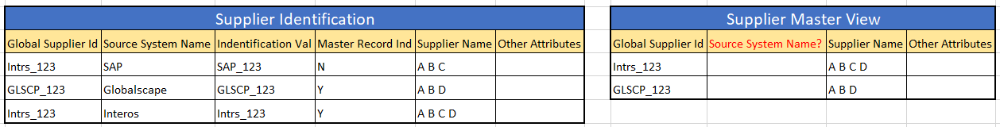 Supplier Identification
Supplier Master View
Global Supplier Id Source System Name Indentification Val Master Record Ind Supplier Name Other Attributes
Global Supplier Id Source System Name? Supplier Name Other Attributes
Intrs_123 SAP SAP_123 N A B C
Intrs_123 A B C D
GLSCP_123 Globalscape GLSCP_123 Y A B D
GLSCP_123 A B D
Intrs_123 Interos Intrs_123 Y A B C D